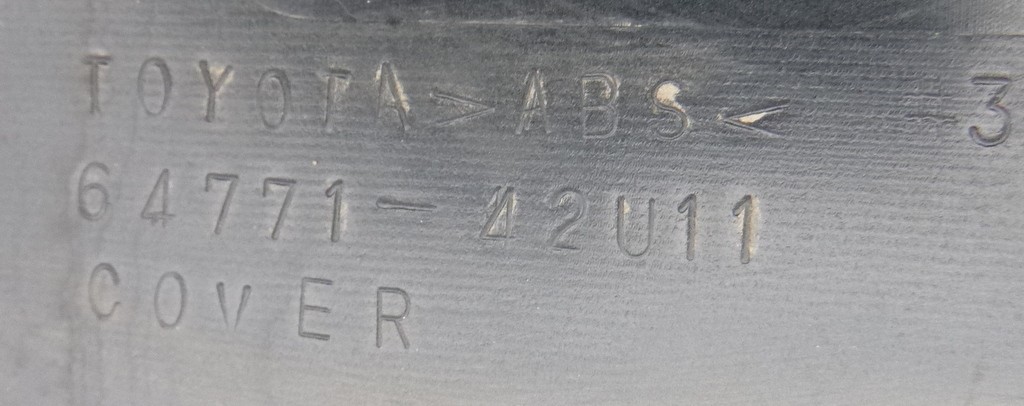 TOYOTA >ABS< -3
64771-42U11
COVER